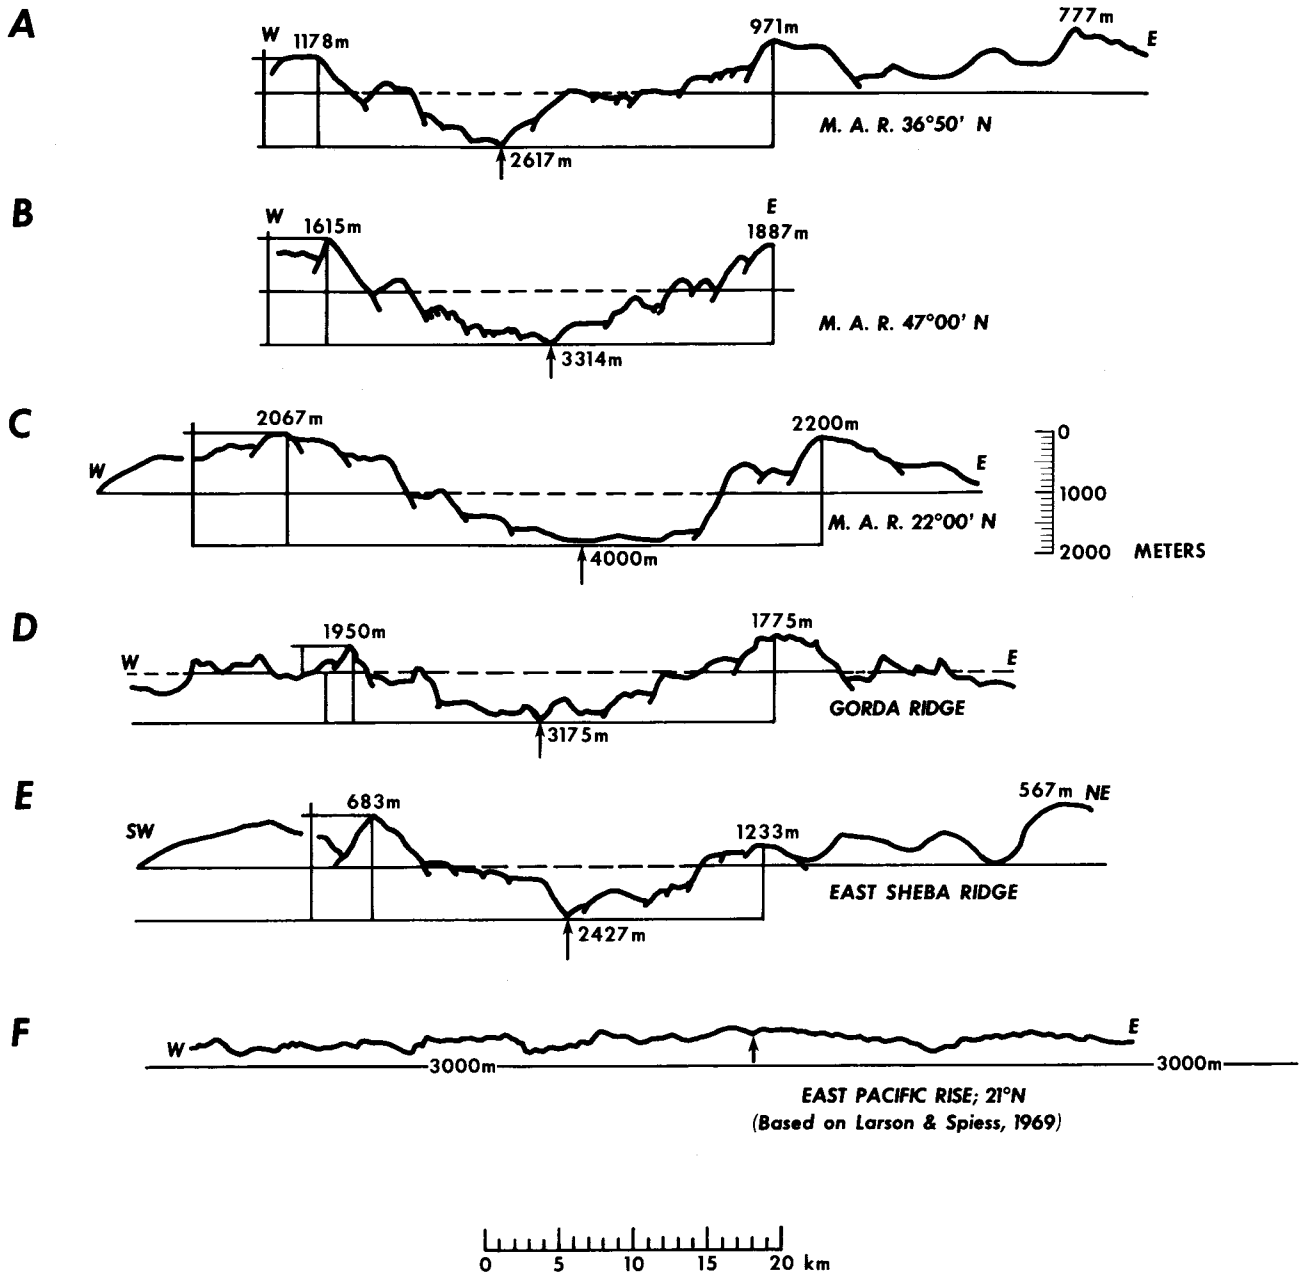 A
W
1178m
971m
777m
E
M. A. R. 36°50' N
2617m
B
W
1615m
E
1887m
M. A. R. 47°00' N
3314m
C
W
2067m
2200m
E
0
1000
2000 METERS
M. A. R. 22°00' N
4000m
D
W
1950m
1775m
E
GORDA RIDGE
3175m
E
SW
683m
1233m
567m NE
EAST SHEBA RIDGE
2427m
F
W
E
3000m
3000m
EAST PACIFIC RISE; 21°N
(Based on Larson & Spiess, 1969)
0 5 10 15 20 km